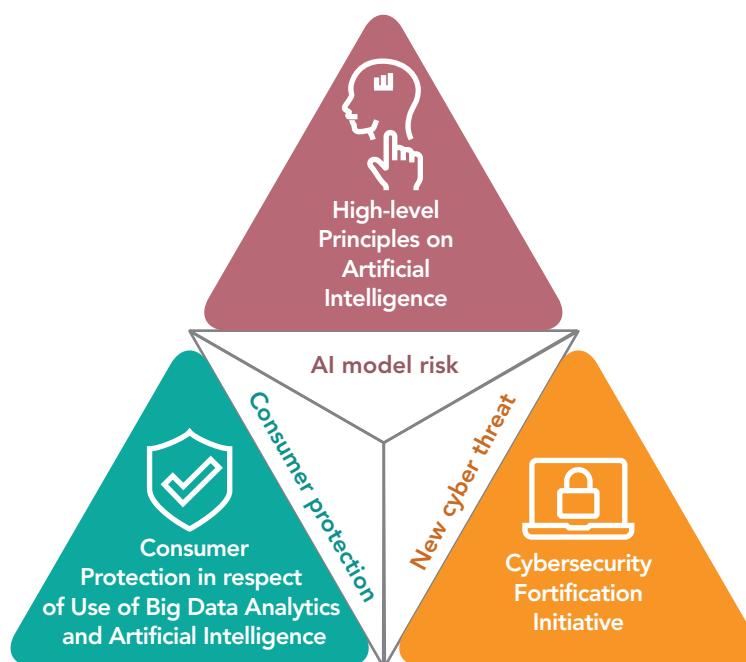 High-level
Principles on
Artificial
Intelligence
AI model risk
Consumer protection
New cyber threat
Consumer
Protection in respect
of Use of Big Data Analytics
and Artificial Intelligence
Cybersecurity
Fortification
Initiative